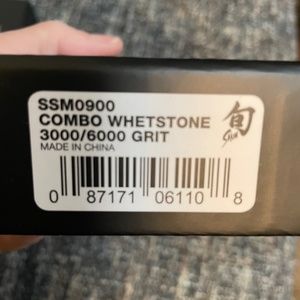 SSM0900
COMBO WHETSTONE
3000/6000 GRIT
MADE IN CHINA
旬
Shun
0 87171 06110 8